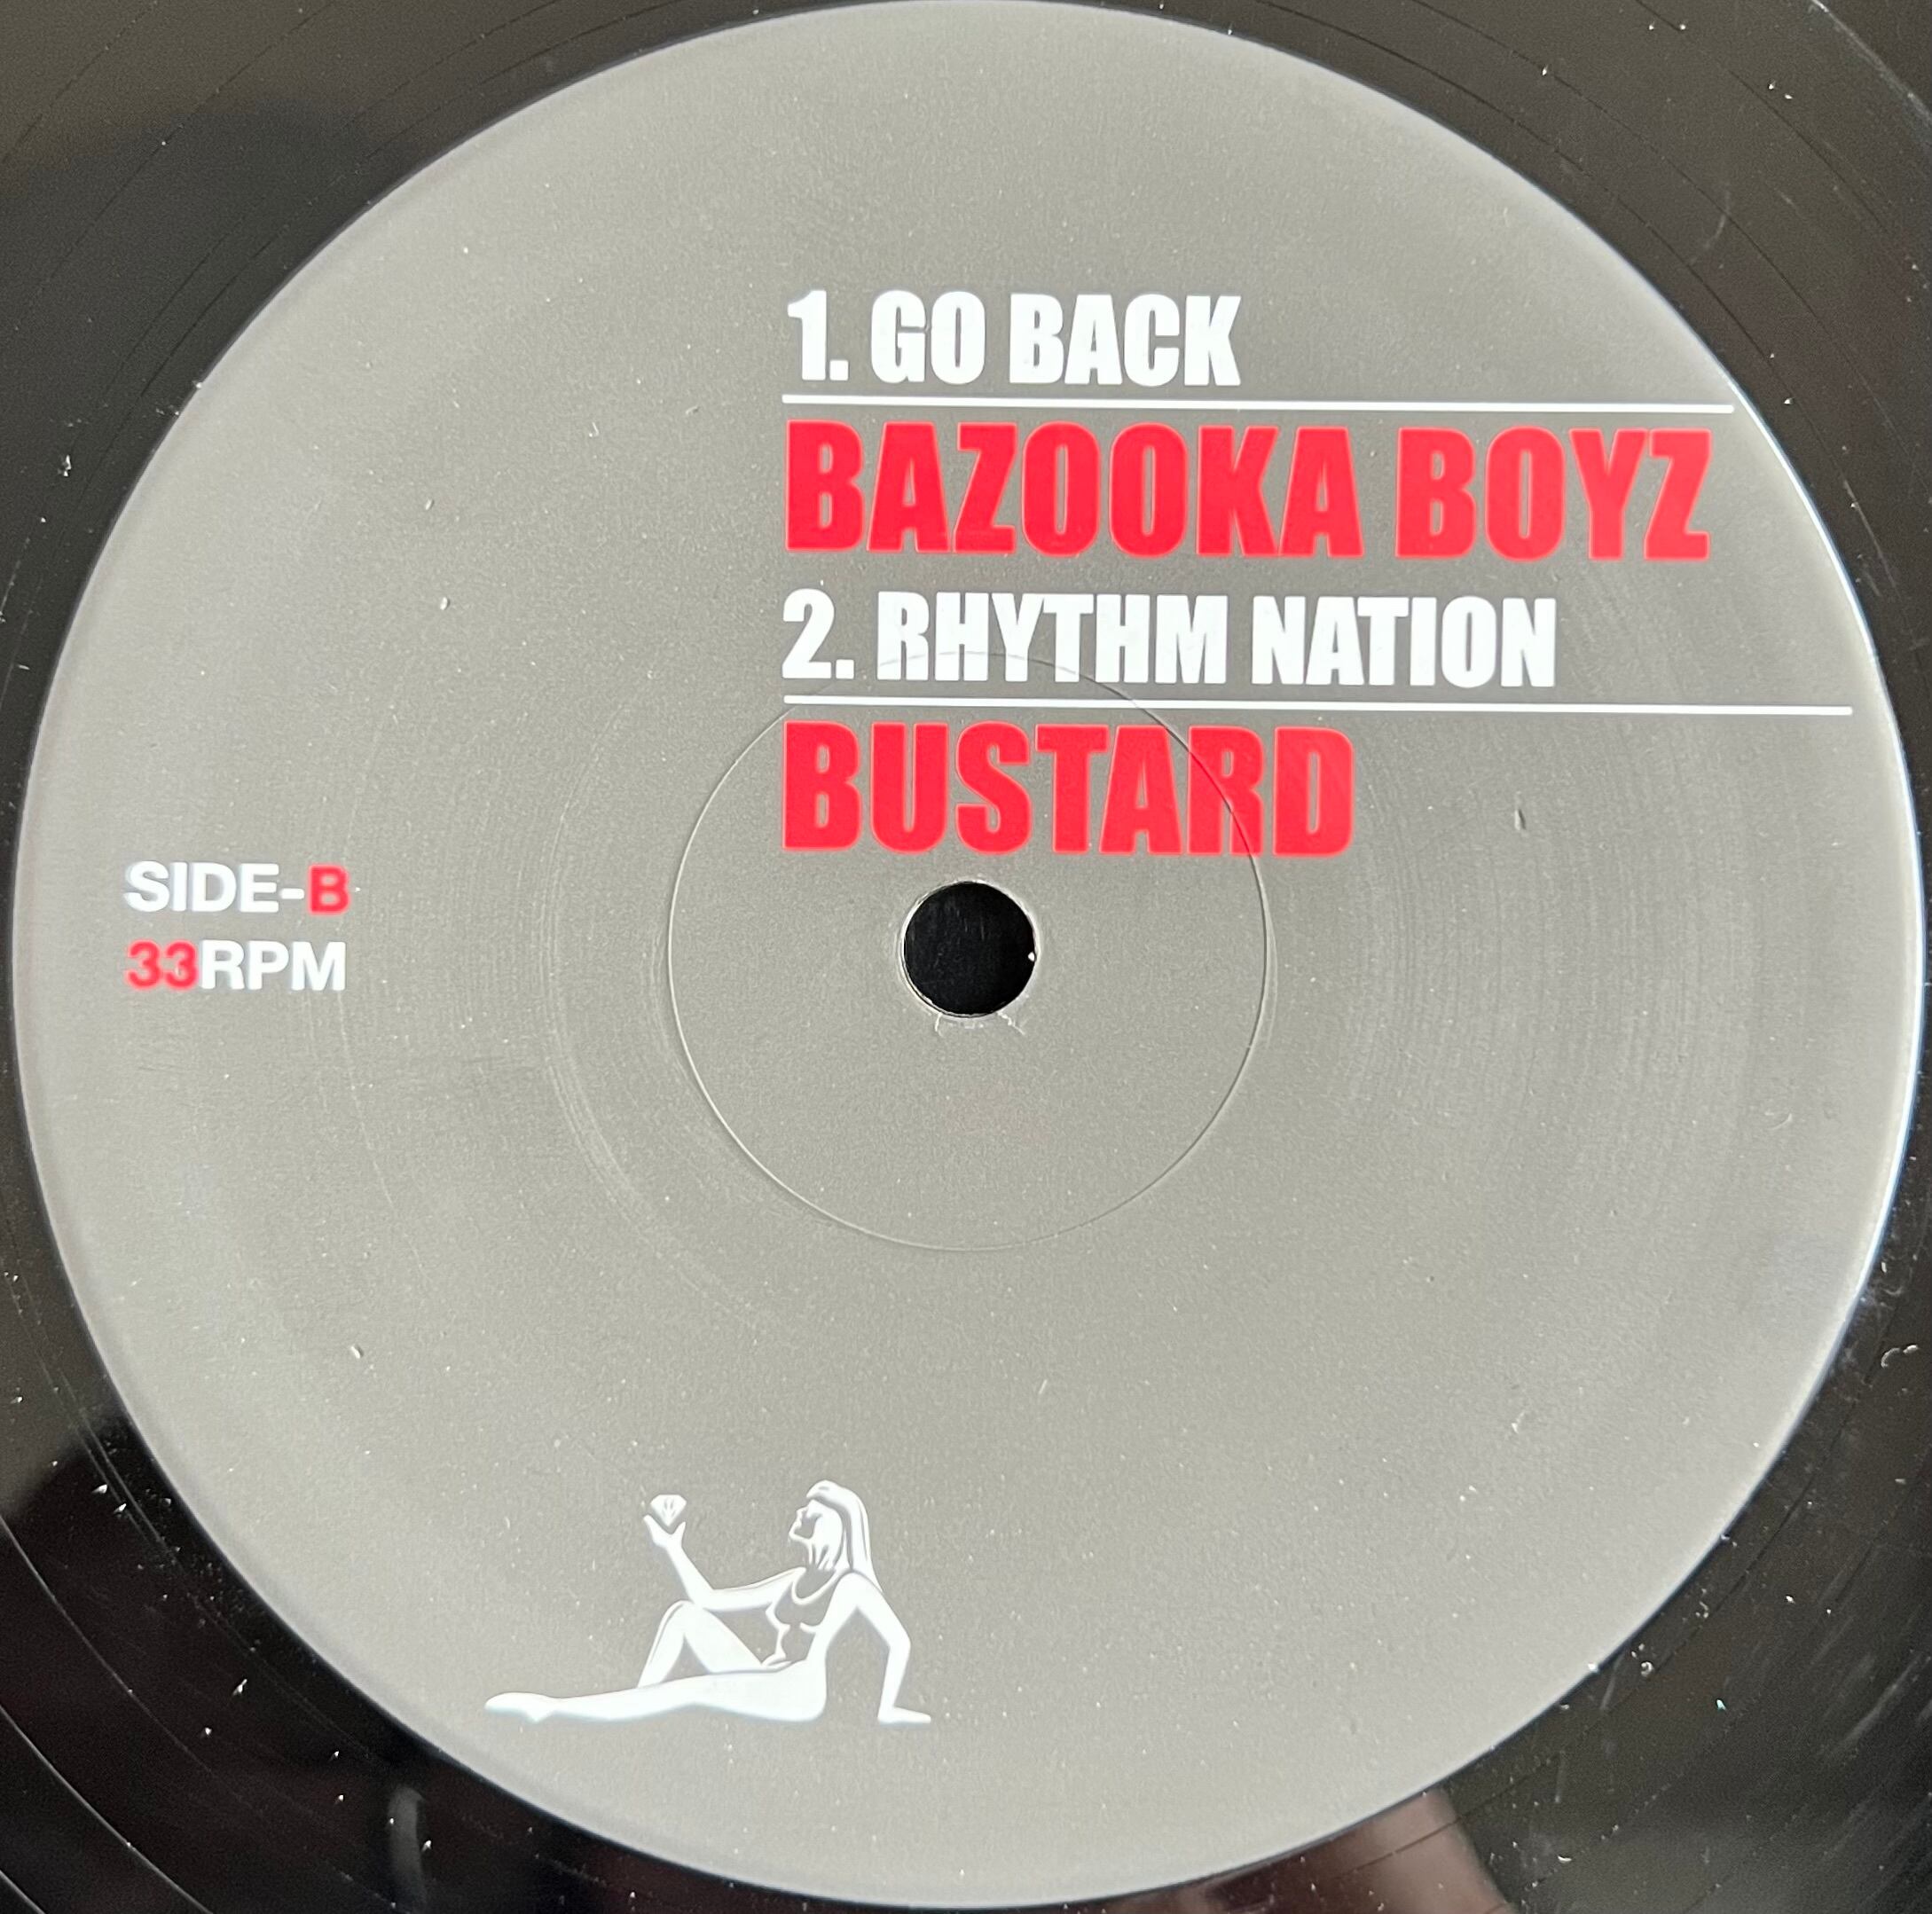 1. GO BACK
BAZOOKA BOYZ
2. RHYTHM NATION
BUSTARD
SIDE-B
33RPM